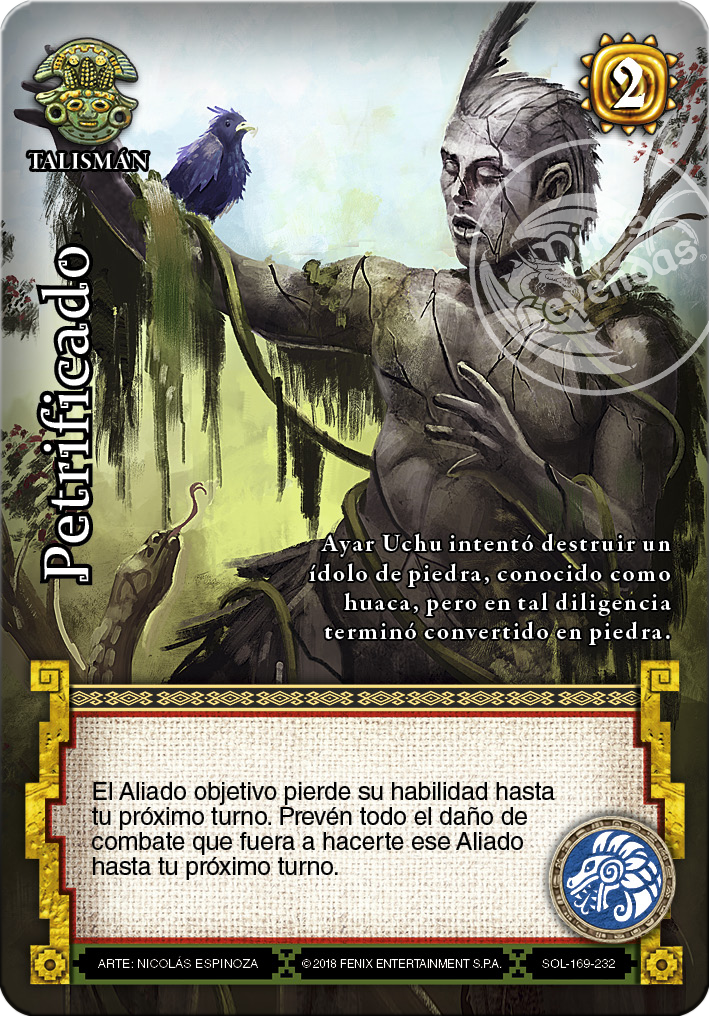 2
TALISMÁN
mitos
leyendas
Petrificado
Ayar Uchu intentó destruir un
ídolo de piedra, conocido como
huaca, pero en tal diligencia
terminó convertido en piedra.
El Aliado objetivo pierde su habilidad hasta
tu próximo turno. Prevén todo el daño de
combate que fuera a hacerte ese Aliado
hasta tu próximo turno.
ARTE: NICOLÁS ESPINOZA
©2018 FENIX ENTERTAINMENT S.P.A.
SOL-169-232